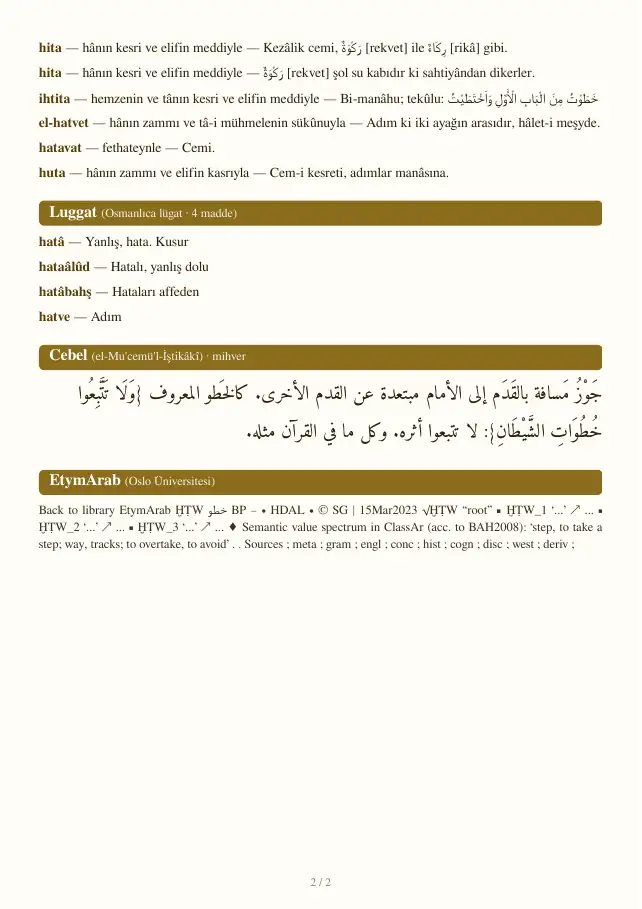 hita — hânın kesri ve elifin meddiyle — Kezâlik cemi, رَكْوَةٌ [rekvet] ile رِكَاءٌ [rikâ] gibi.
hita — hânın kesri ve elifin meddiyle — رَكْوَةٌ [rekvet] şol su kabıdır ki sahtiyândan dikerler.
ihtita — hemzenin ve tânın kesri ve elifin meddiyle — Bi-manâhu; tekûlu: خَطَوْتُ مِنَ الْبَابِ الْأَوَّلِ وَاَخْتَطَيْتُ
el-hatvet — hânın zammı ve tâ-i mühmelenin sükûnuyla — Adım ki iki ayağın arasıdır, hâlet-i meşyde.
hatavat — fethateynle — Cemi.
huta — hânın zammı ve elifin kasrıyla — Cem-i kesreti, adımlar manâsına.
Luggat (Osmanlıca lügat · 4 madde)
hatâ — Yanlış, hata. Kusur
hataâlûd — Hatalı, yanlış dolu
hatâbahş — Hataları affeden
hatve — Adım
Cebel (el-Mu'cemü'l-İştikâkî) · mihver
جَوْزُ مَسافة بالقَدَم إلى الأمام مبتعدة عن القدم الأخرى. كالخَطو المعروف {وَلَا تَتَّبِعُوا
خُطُوَاتِ الشَّيْطَانِ}: لا تتبعوا أثره. وكل ما في القرآن مثله.
EtymArab (Oslo Üniversitesi)
Back to library EtymArab ḪṬW خطو BP – • HDAL • © SG | 15Mar2023 √ḪṬW “root” ▪ ḪṬW_1 ‘...’ ↗ ... ▪
ḪṬW_2 ‘...’ ↗ ... ▪ ḪṬW_3 ‘...’ ↗ ... ♦ Semantic value spectrum in ClassAr (acc. to BAH2008): ‘step, to take a
step; way, tracks; to overtake, to avoid’ . . Sources ; meta ; gram ; engl ; conc ; hist ; cogn ; disc ; west ; deriv ;
2 / 2